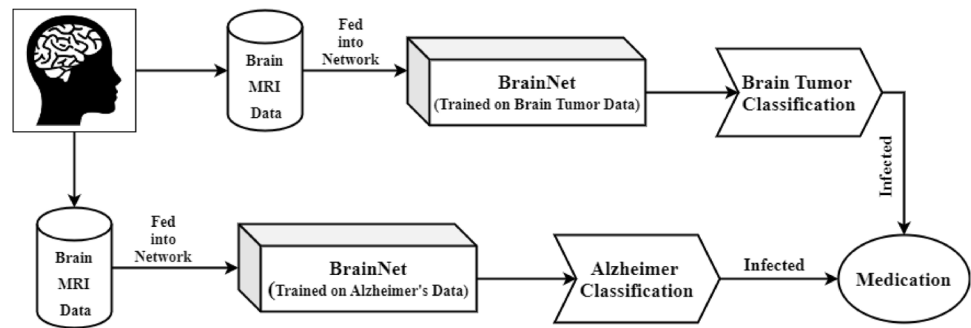 Brain
MRI
Data
Fed
into
Network
BrainNet
(Trained on Brain Tumor Data)
Brain Tumor
Classification
Infected
Brain
MRI
Data
Fed
into
Network
BrainNet
(Trained on Alzheimer's Data)
Alzheimer
Classification
Infected
Medication